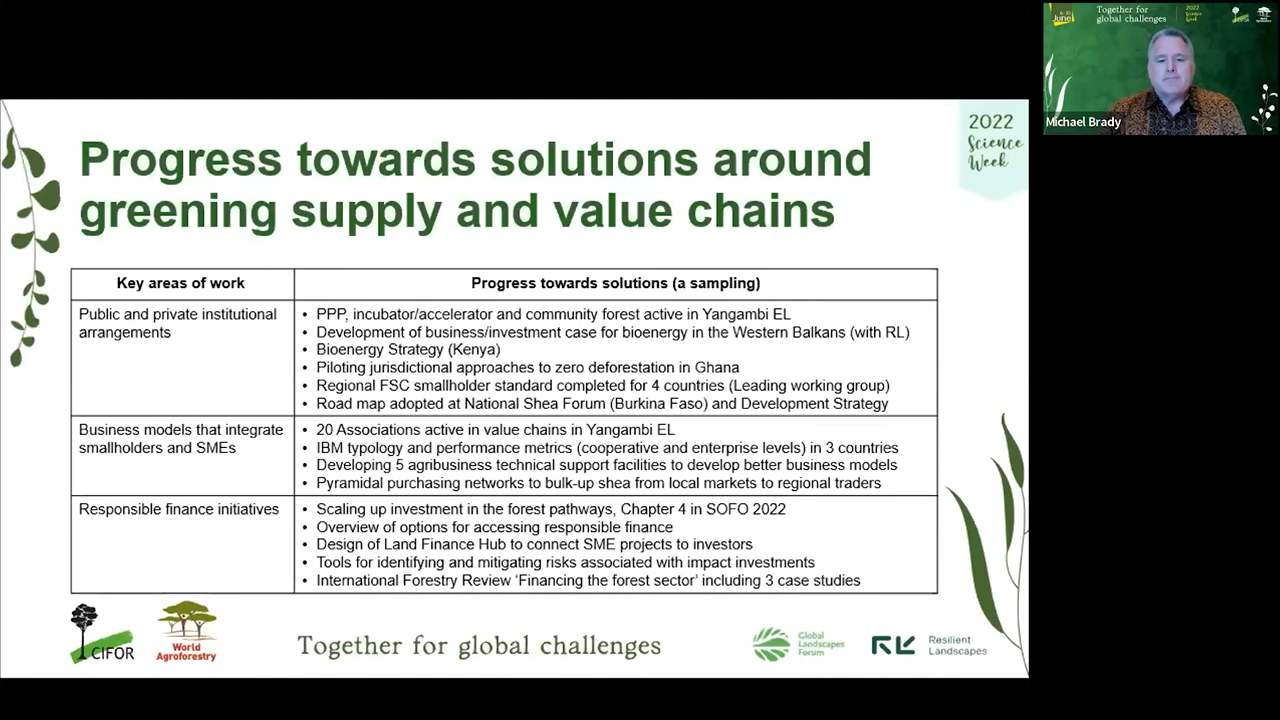 2022
Science
Week
Progress towards solutions around
greening supply and value chains
Key areas of work
Progress towards solutions (a sampling)
Public and private institutional
arrangements
• PPP, incubator/accelerator and community forest active in Yangambi EL
• Development of business/investment case for bioenergy in the Western Balkans (with RL)
• Bioenergy Strategy (Kenya)
• Piloting jurisdictional approaches to zero deforestation in Ghana
• Regional FSC smallholder standard completed for 4 countries (Leading working group)
• Road map adopted at National Shea Forum (Burkina Faso) and Development Strategy
Business models that integrate
smallholders and SMEs
• 20 Associations active in value chains in Yangambi EL
• IBM typology and performance metrics (cooperative and enterprise levels) in 3 countries
• Developing 5 agribusiness technical support facilities to develop better business models
• Pyramidal purchasing networks to bulk-up shea from local markets to regional traders
Responsible finance initiatives
• Scaling up investment in the forest pathways, Chapter 4 in SOFO 2022
• Overview of options for accessing responsible finance
• Design of Land Finance Hub to connect SME projects to investors
• Tools for identifying and mitigating risks associated with impact investments
• International Forestry Review ‘Financing the forest sector’ including 3 case studies
CIFOR
World
Agroforestry
Together for global challenges
Global
Landscapes
Forum
Resilient
Landscapes
June
Together for
global challenges
2022
Science
Week
CIFOR
World
Agroforestry
Michael Brady